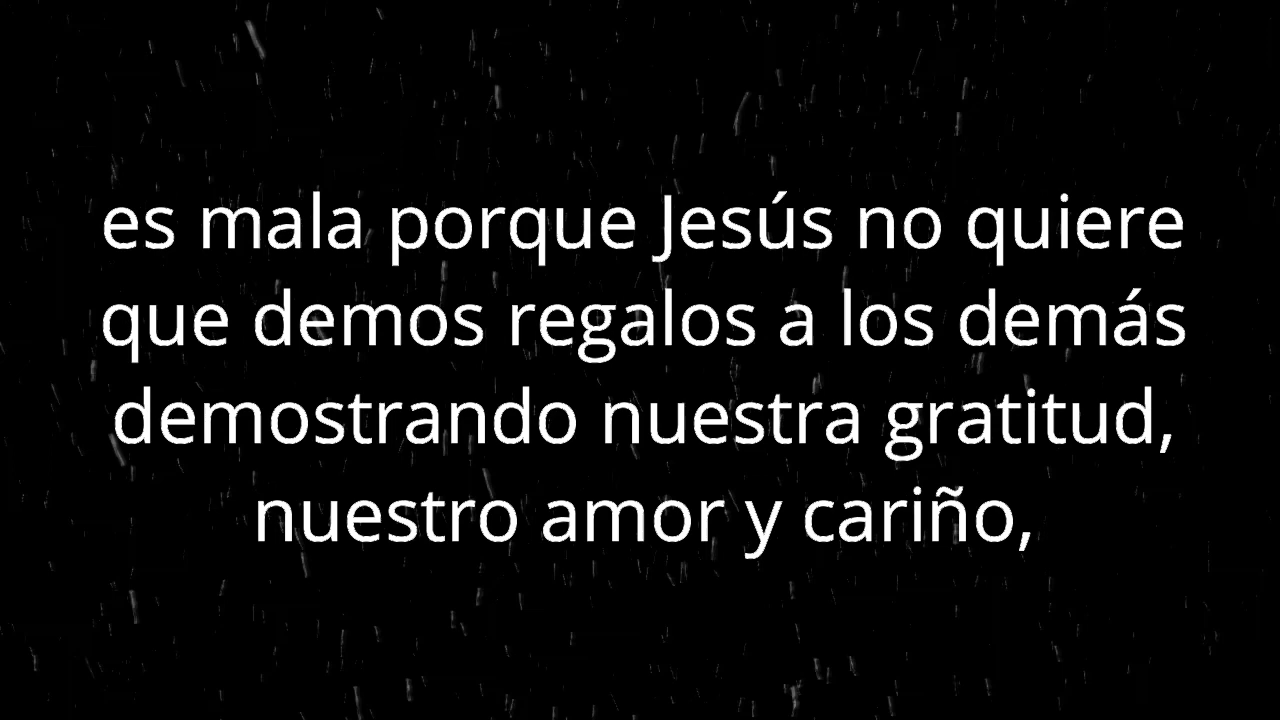 es mala porque Jesús no quiere
que demos regalos a los demás
demostrando nuestra gratitud,
nuestro amor y cariño,